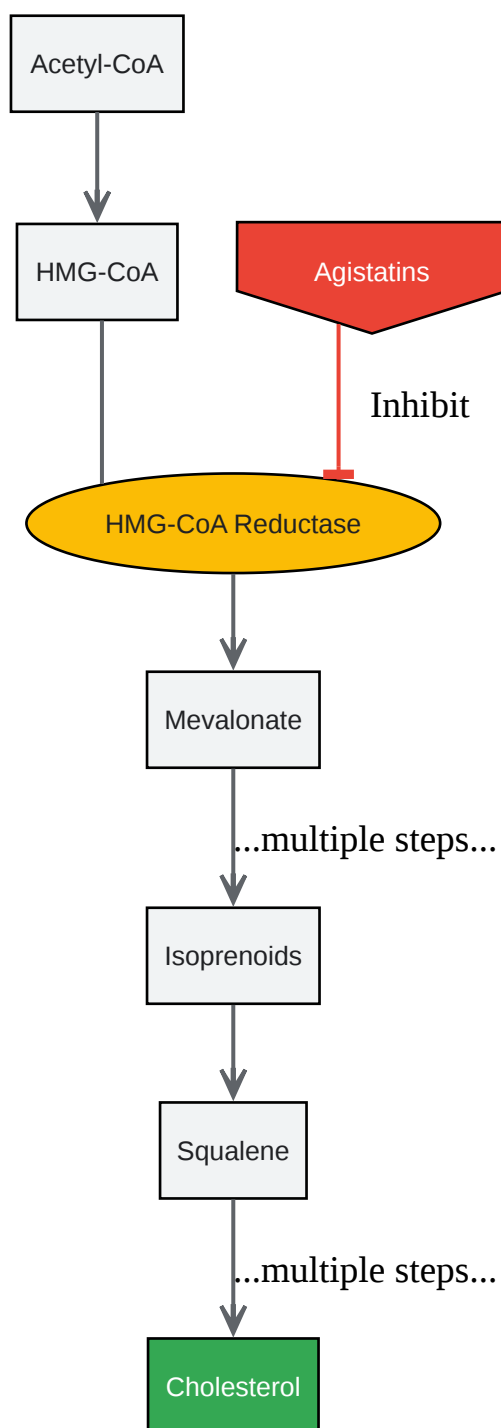 Acetyl-CoA
HMG-CoA
Agistatins
Inhibit
HMG-CoA Reductase
Mevalonate
...multiple steps...
Isoprenoids
Squalene
...multiple steps...
Cholesterol